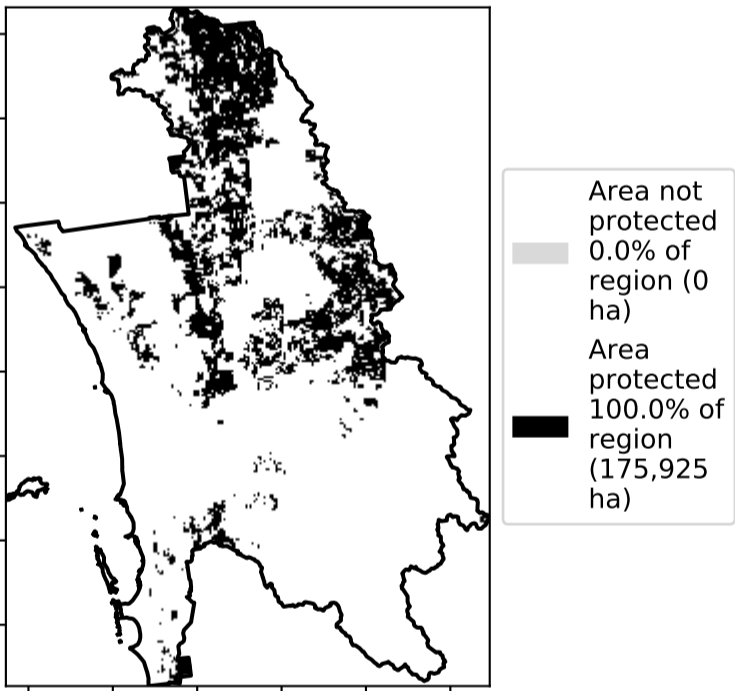 Area not
protected
0.0% of
region (0
ha)
Area
protected
100.0% of
region
(175,925
ha)